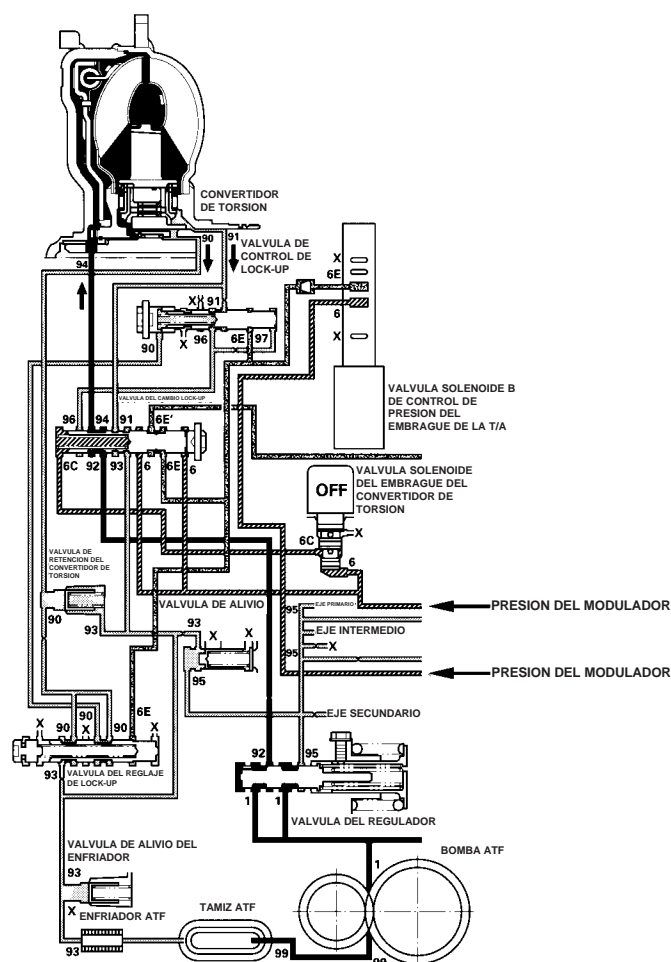 CONVERTIDOR
DE TORSION
90
91
VALVULA DE
CONTROL DE
LOCK-UP
94
X
6E
6
X
X
91
90
X
96
6E
97
VALVULA DEL CAMBIO LOCK-UP
VALVULA SOLENOIDE B
DE CONTROL DE
PRESION DEL
EMBRAGUE DE LA T/A
96
94
91
6E'
6C
92
93
6
6E
6
VALVULA SOLENOIDE
DEL EMBRAGUE DEL
CONVERTIDOR DE
TORSION
OFF
X
6C
6
VALVULA DE
RETENCION DEL
CONVERTIDOR DE
TORSION
90
93
VALVULA DE ALIVIO
93
X
X
95
95
EJE PRIMARIO
EJE INTERMEDIO
95
X
PRESION DEL MODULADOR
PRESION DEL MODULADOR
EJE SECUNDARIO
6E
90
90
90
X
X
X
93
VALVULA DEL REGLAJE
DE LOCK-UP
92
95
1
1
VALVULA DEL REGULADOR
VALVULA DE ALIVIO DEL
ENFRIADOR
93
X
ENFRIADOR ATF
93
TAMIZ ATF
99
BOMBA ATF
1
99